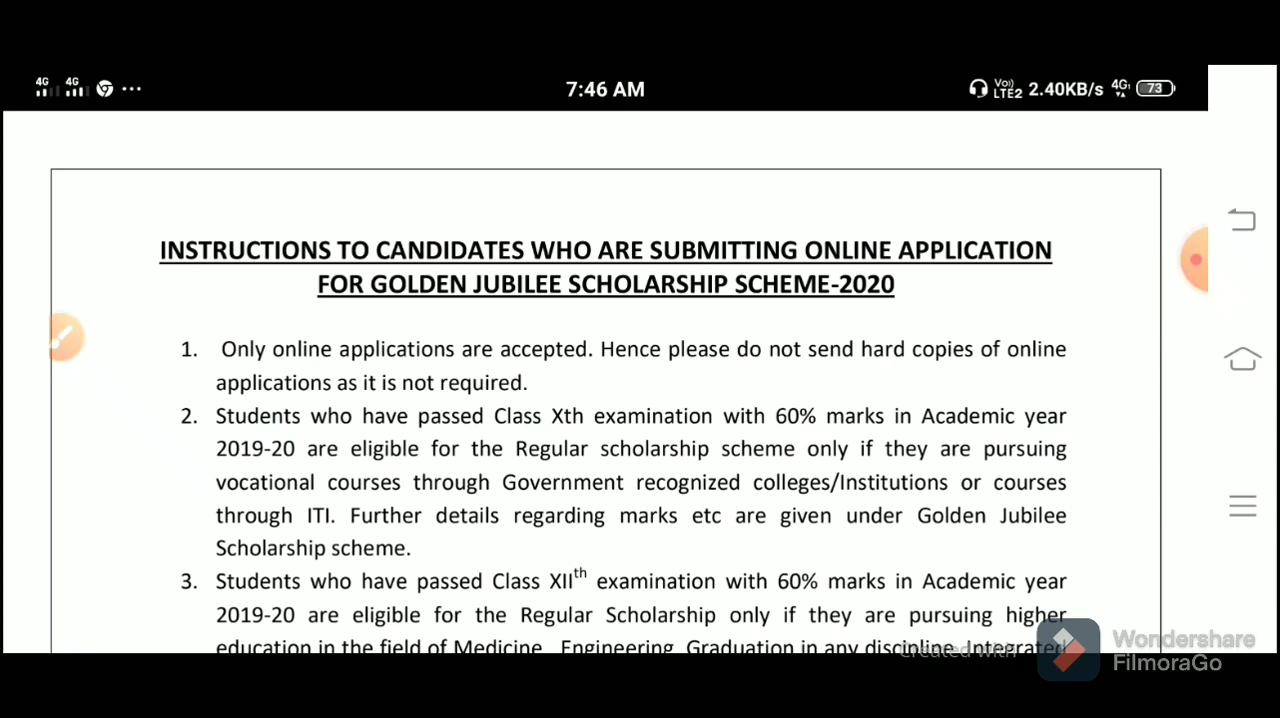 4G 4G ... 7:46 AM Vo) LTE2 2.40KB/s 4G 73
INSTRUCTIONS TO CANDIDATES WHO ARE SUBMITTING ONLINE APPLICATION
FOR GOLDEN JUBILEE SCHOLARSHIP SCHEME-2020
1. Only online applications are accepted. Hence please do not send hard copies of online
applications as it is not required.
2. Students who have passed Class Xth examination with 60% marks in Academic year
2019-20 are eligible for the Regular scholarship scheme only if they are pursuing
vocational courses through Government recognized colleges/Institutions or courses
through ITI. Further details regarding marks etc are given under Golden Jubilee
Scholarship scheme.
3. Students who have passed Class XIIth examination with 60% marks in Academic year
2019-20 are eligible for the Regular Scholarship only if they are pursuing higher
education in the field of Medicine, Engineering, Graduation in any discipline, Integrated
Created with
Wondershare
FilmoraGo